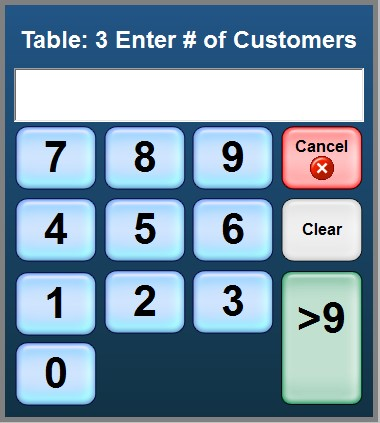 Table: 3 Enter # of Customers
7 8 9 Cancel
4 5 6 Clear
1 2 3 >9
0